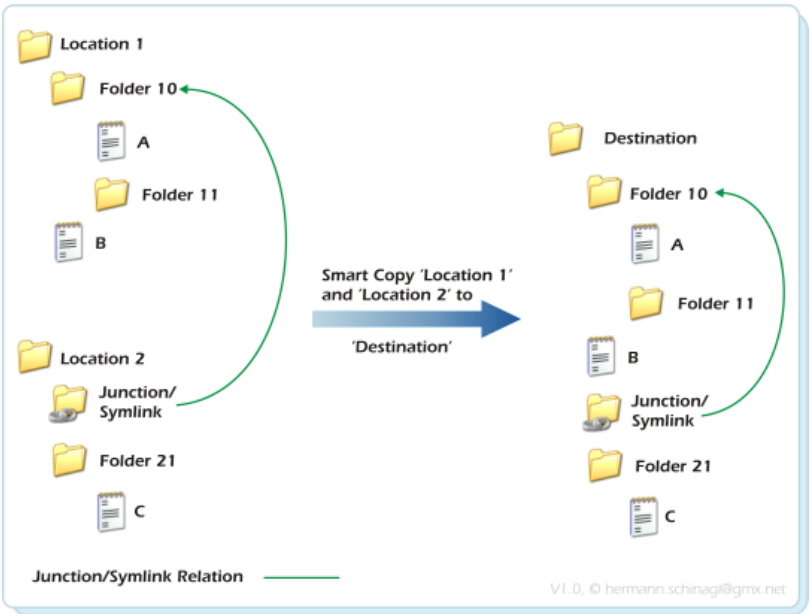 Location 1
Folder 10
A
Folder 11
B
Location 2
Junction/
Symlink
Folder 21
C
Smart Copy 'Location 1'
and 'Location 2' to
'Destination'
Destination
Folder 10
A
Folder 11
B
Junction/
Symlink
Folder 21
C
Junction/Symlink Relation
V1.0, © hermann.schinagl@gmx.net